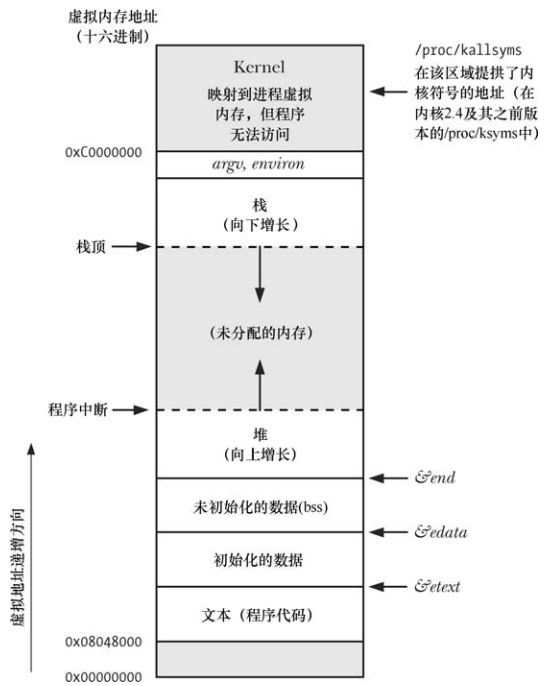 虚拟内存地址
（十六进制）
Kernel
映射到进程虚拟
内存，但程序
无法访问
/proc/kallsyms
在该区域提拱了内
核符号的地址（在
内核2.4及其之前版
本的/proc/ksyms中）
0xC0000000
argv, environ
栈
（向下增长）
栈顶
(未分配的内存)
程序中断
堆
（向上增长）
&end
未初始化的数据(bss)
&edata
初始化的数据
&etext
文本（程序代码）
0x08048000
0x00000000
虚拟地址递增方向